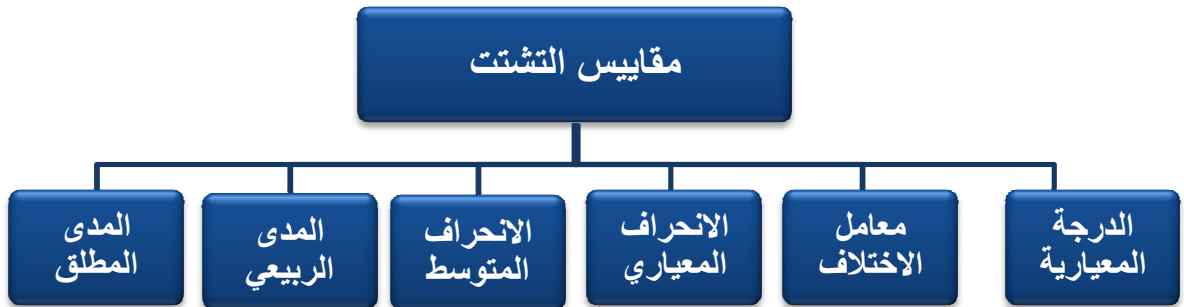 مقاييس التشتت
الدرجة
المعيارية
معامل
الاختلاف
الانحراف
المعياري
الانحراف
المتوسط
المدى
الربيعي
المدى
المطلق